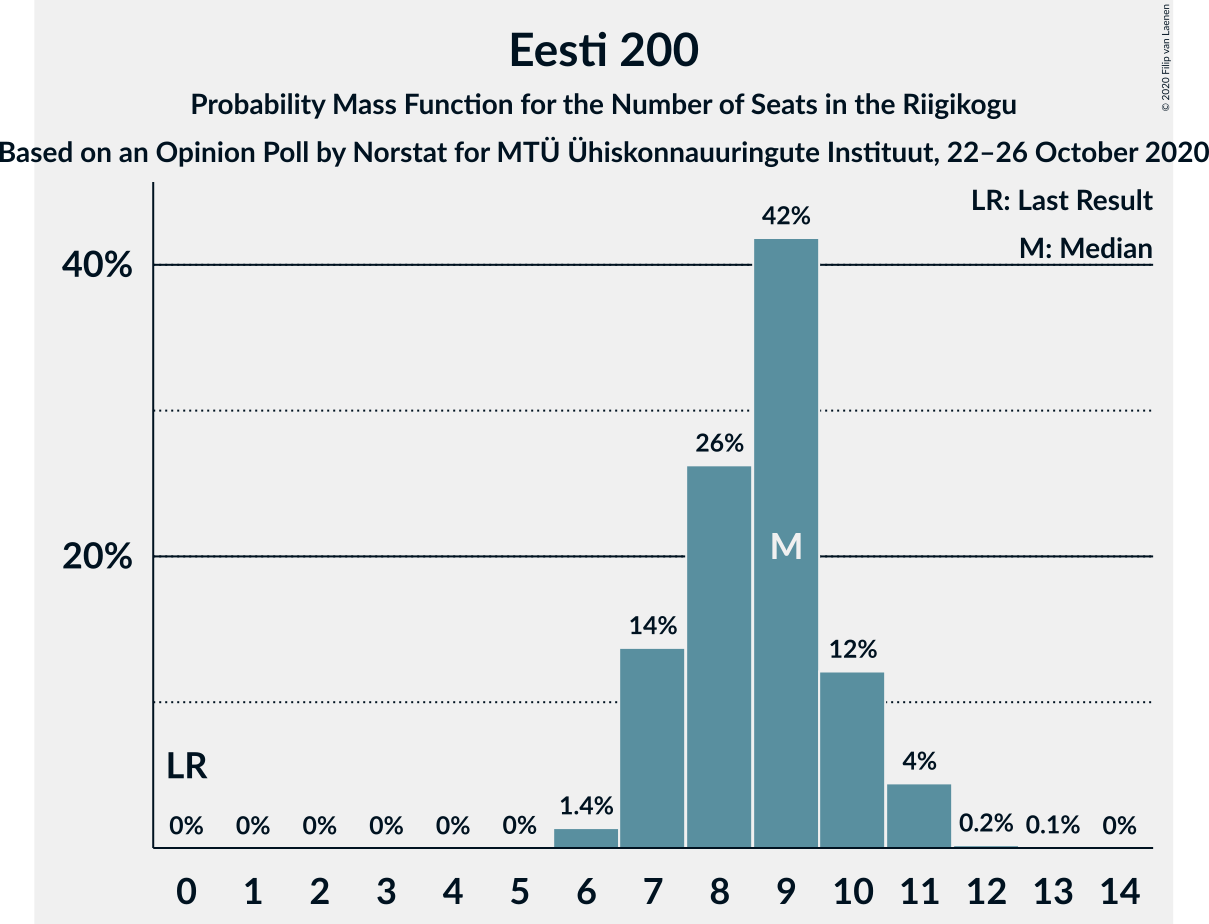 Eesti 200
Probability Mass Function for the Number of Seats in the Riigikogu
Based on an Opinion Poll by Norstat for MTÜ Ühiskonnauuringute Instituut, 22–26 October 2020
© 2020 Filip van Laenen
LR: Last Result
M: Median
40%
20%
42%
26%
M
14%
12%
4%
LR
1.4%
0% 0% 0% 0% 0% 0% 0.2% 0.1% 0%
0 1 2 3 4 5 6 7 8 9 10 11 12 13 14